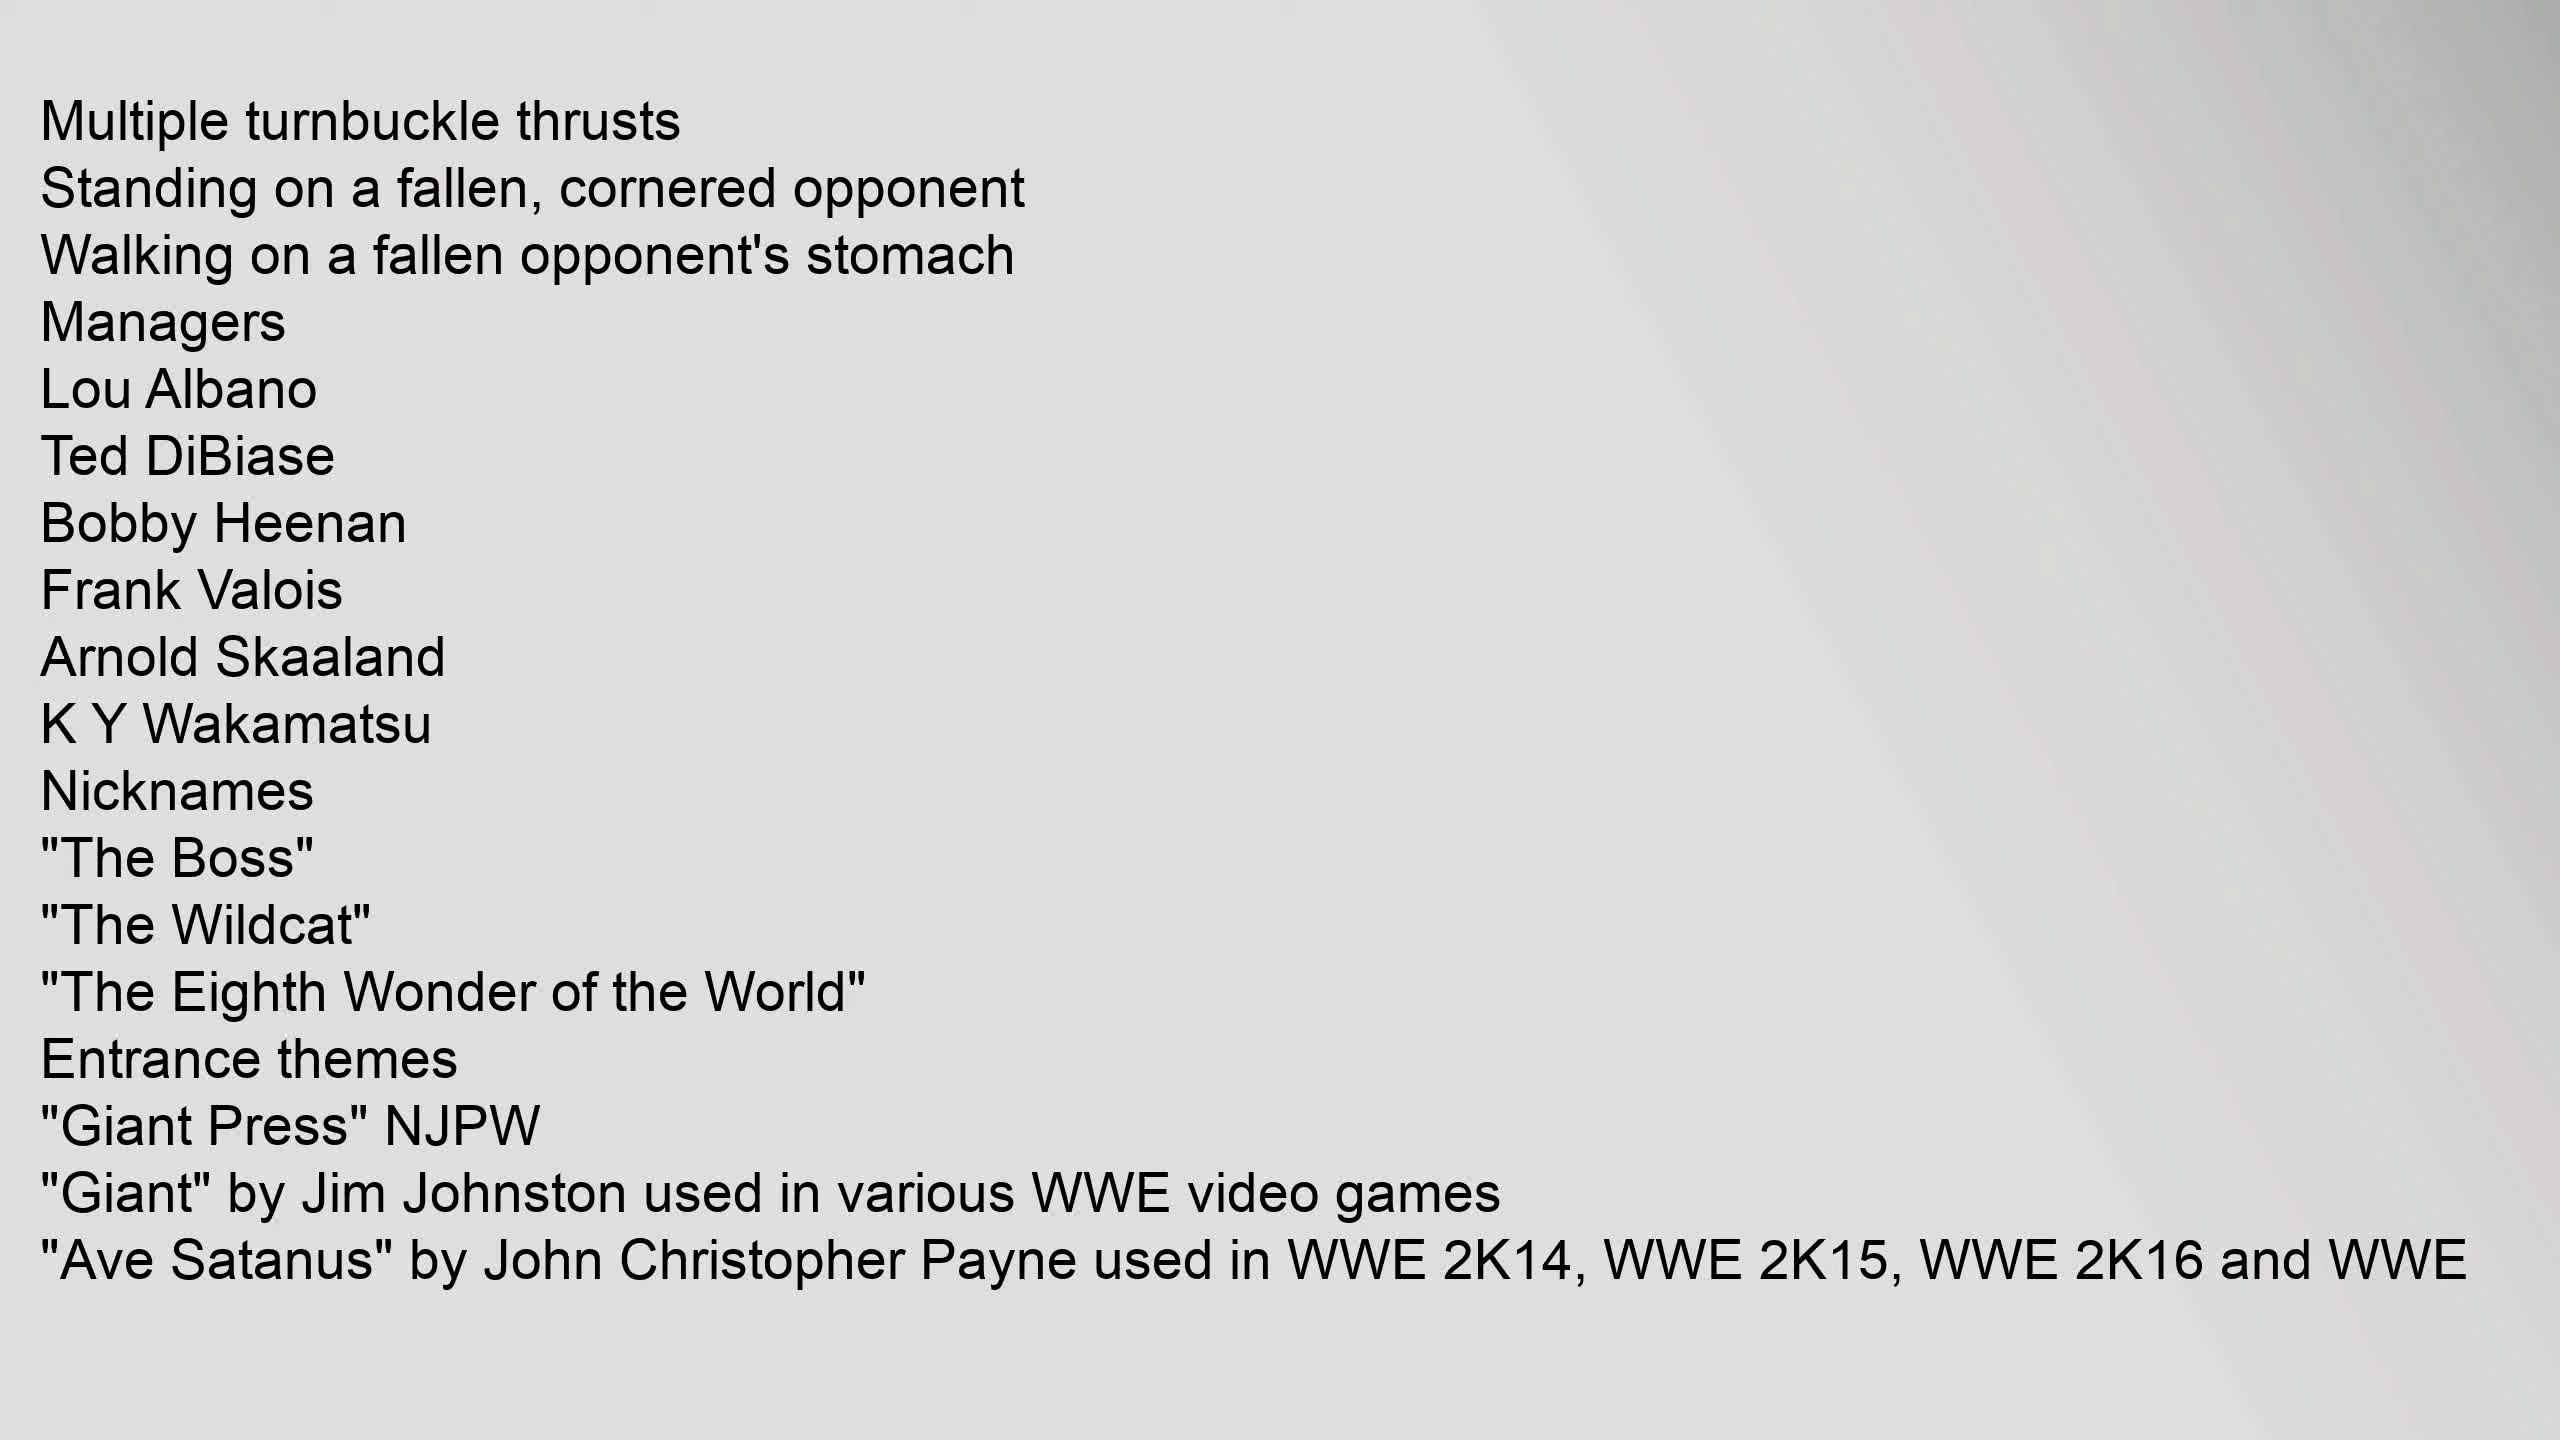 Multiple turnbuckle thrusts
Standing on a fallen, cornered opponent
Walking on a fallen opponent's stomach
Managers
Lou Albano
Ted DiBiase
Bobby Heenan
Frank Valois
Arnold Skaaland
K Y Wakamatsu
Nicknames
"The Boss"
"The Wildcat"
"The Eighth Wonder of the World"
Entrance themes
"Giant Press" NJPW
"Giant" by Jim Johnston used in various WWE video games
"Ave Satanus" by John Christopher Payne used in WWE 2K14, WWE 2K15, WWE 2K16 and WWE